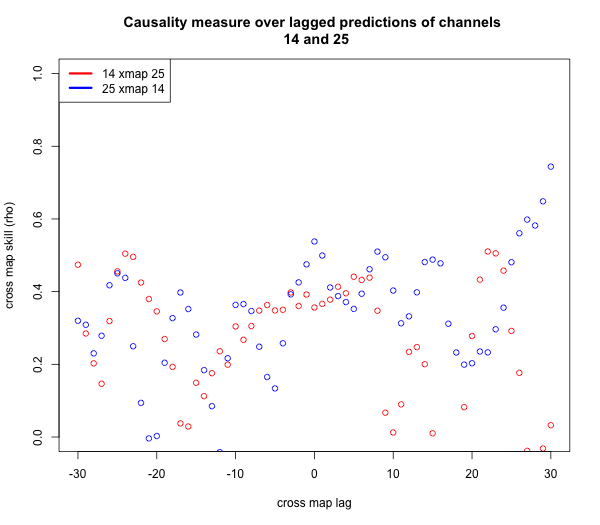 Causality measure over lagged predictions of channels
14 and 25
14 xmap 25
25 xmap 14
cross map skill (rho)
1.0
0.8
0.6
0.4
0.2
0.0
-30 -20 -10 0 10 20 30
cross map lag